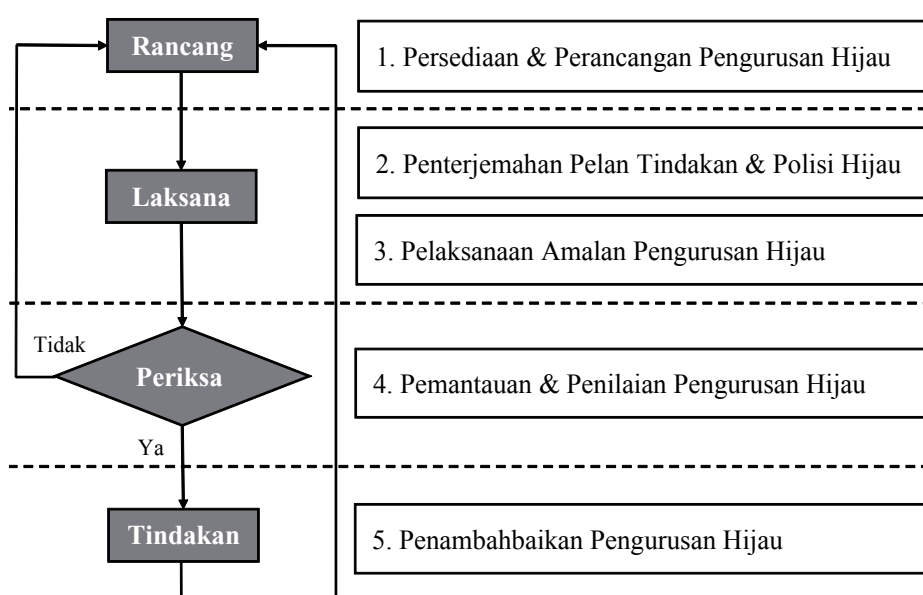 Rancang
1. Persediaan & Perancangan Pengurusan Hijau
2. Penterjemahan Pelan Tindakan & Polisi Hijau
Laksana
3. Pelaksanaan Amalan Pengurusan Hijau
Tidak
Periksa
4. Pemantauan & Penilaian Pengurusan Hijau
Ya
Tindakan
5. Penambahbaikan Pengurusan Hijau